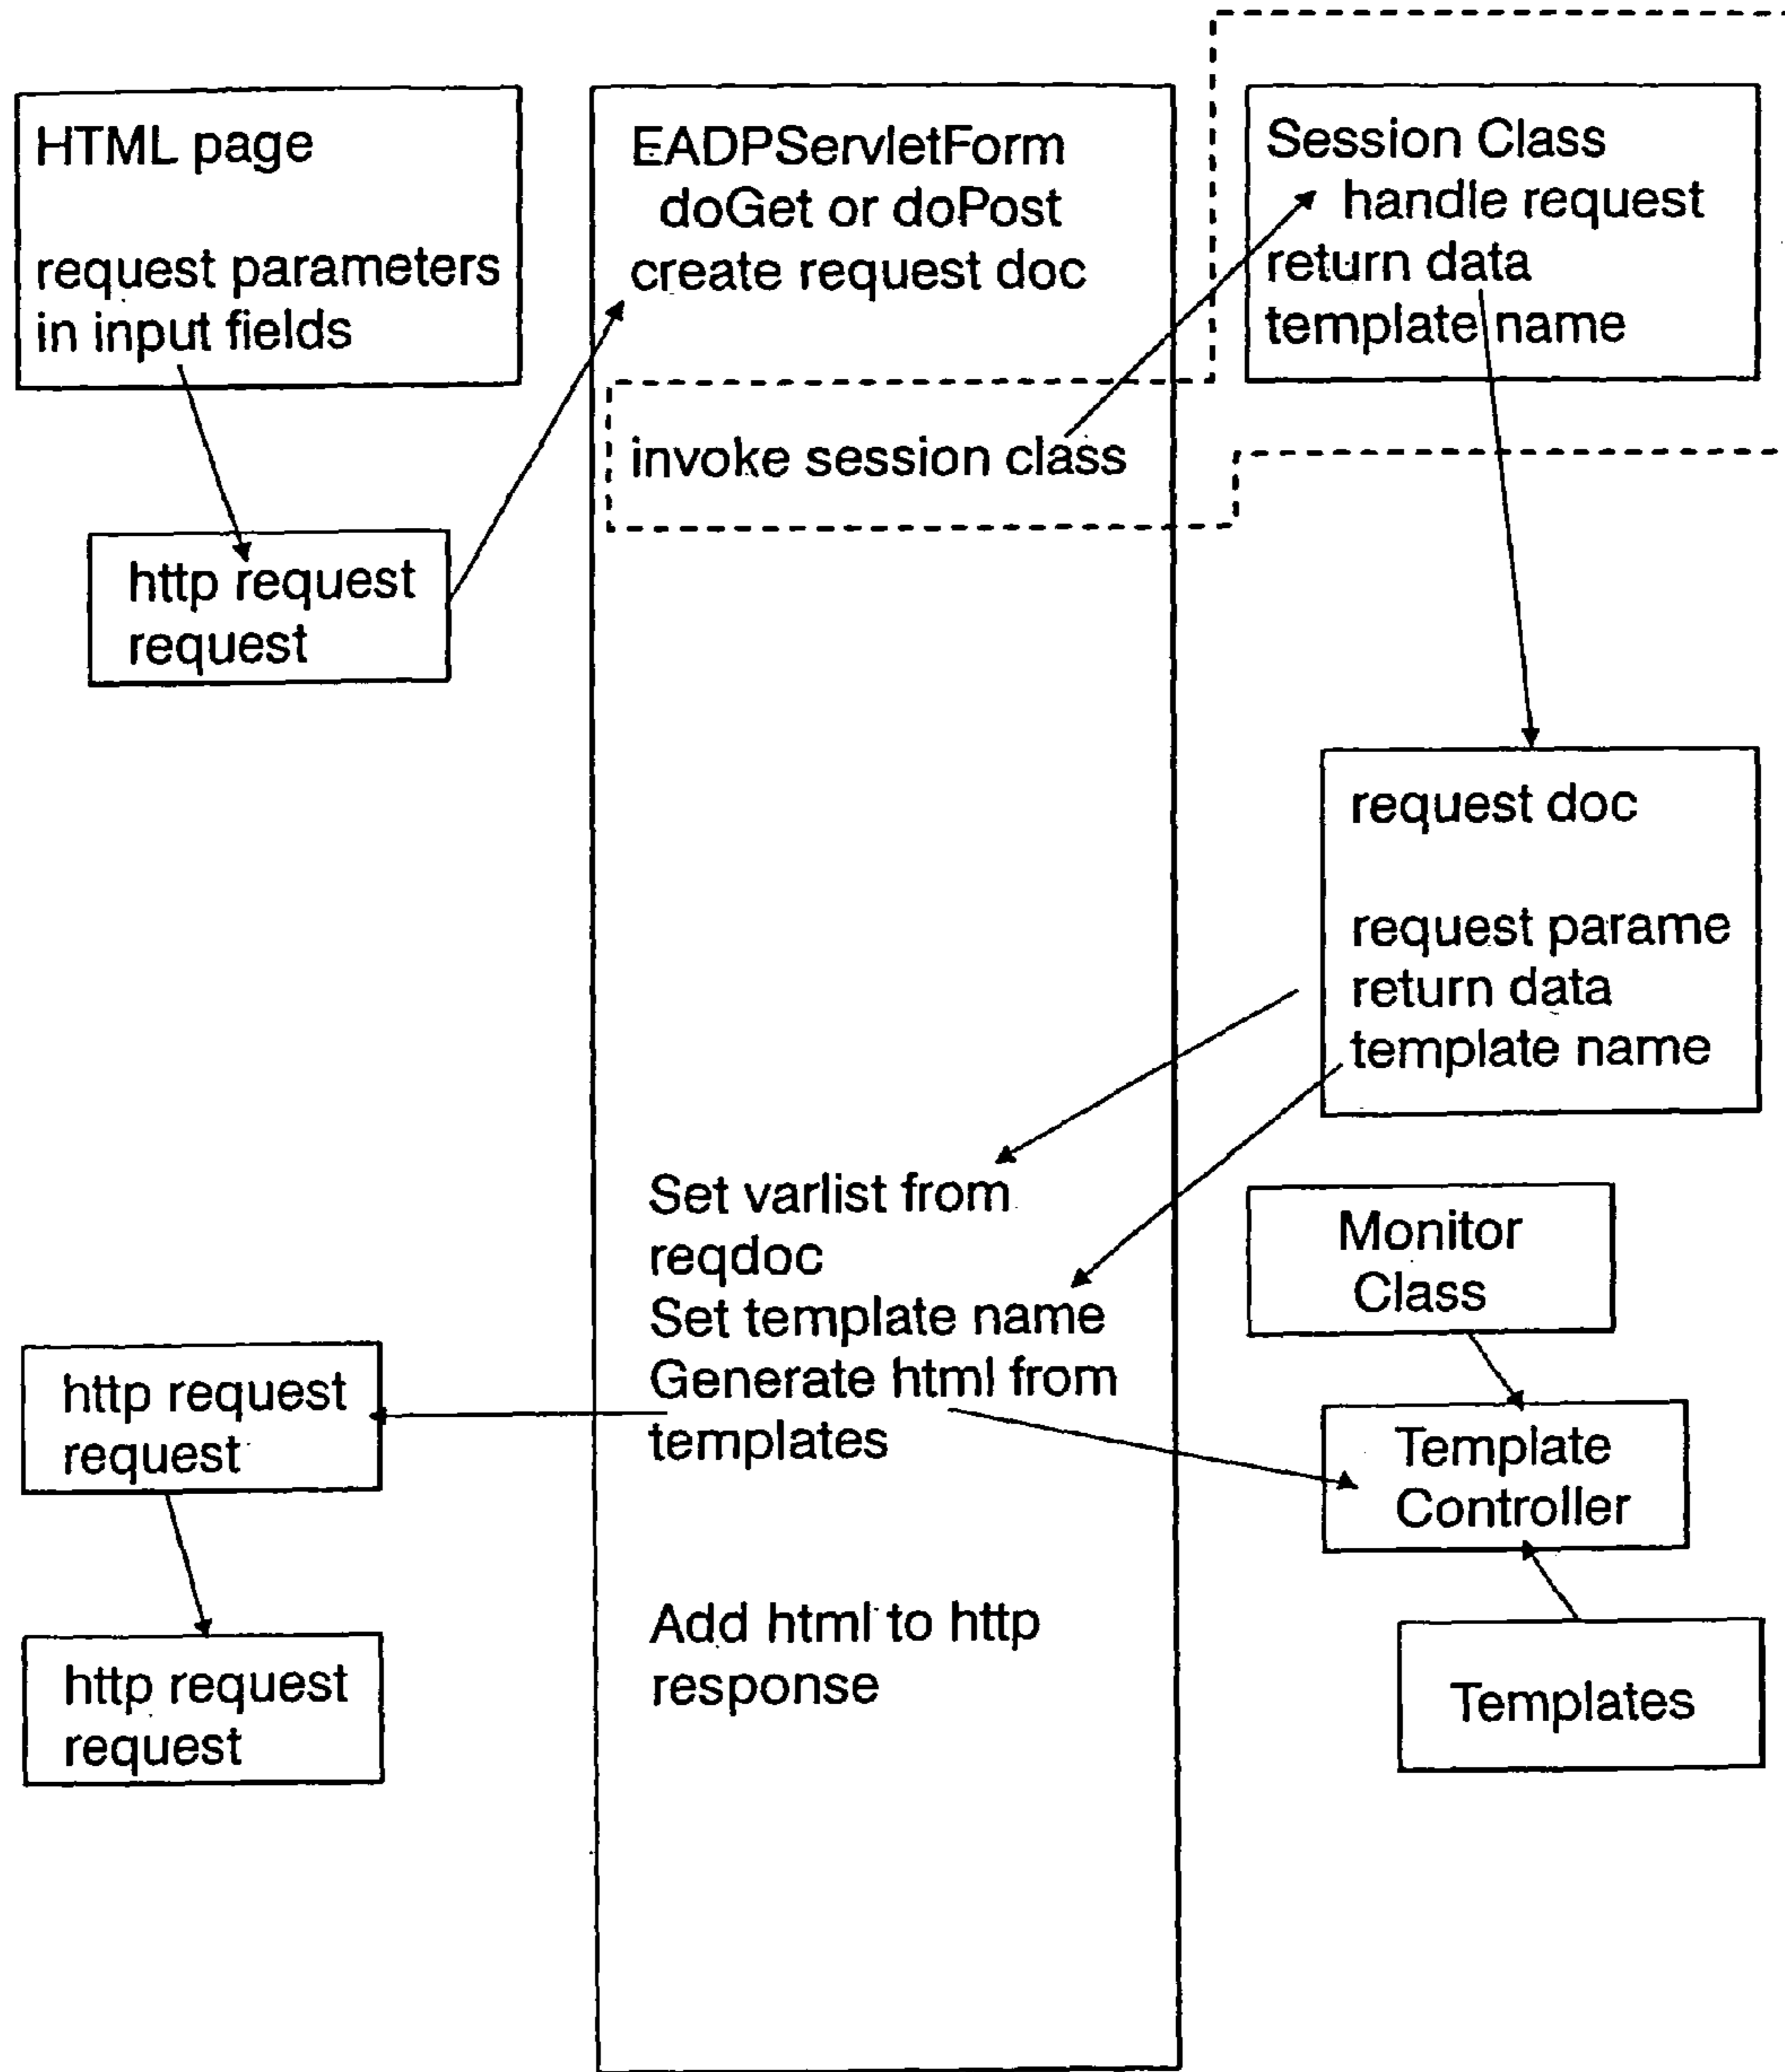 HTML page
request parameters
in input fields
http request
request
EADPServletForm
doGet or doPost
create request doc
invoke session class
Session Class
handle request
return data
template name
request doc
request parame
return data
template name
Set varlist from
reqdoc
Set template name
Generate html from
templates
Add html to http
response
Monitor
Class
Template
Controller
Templates
http request
request
http request
request